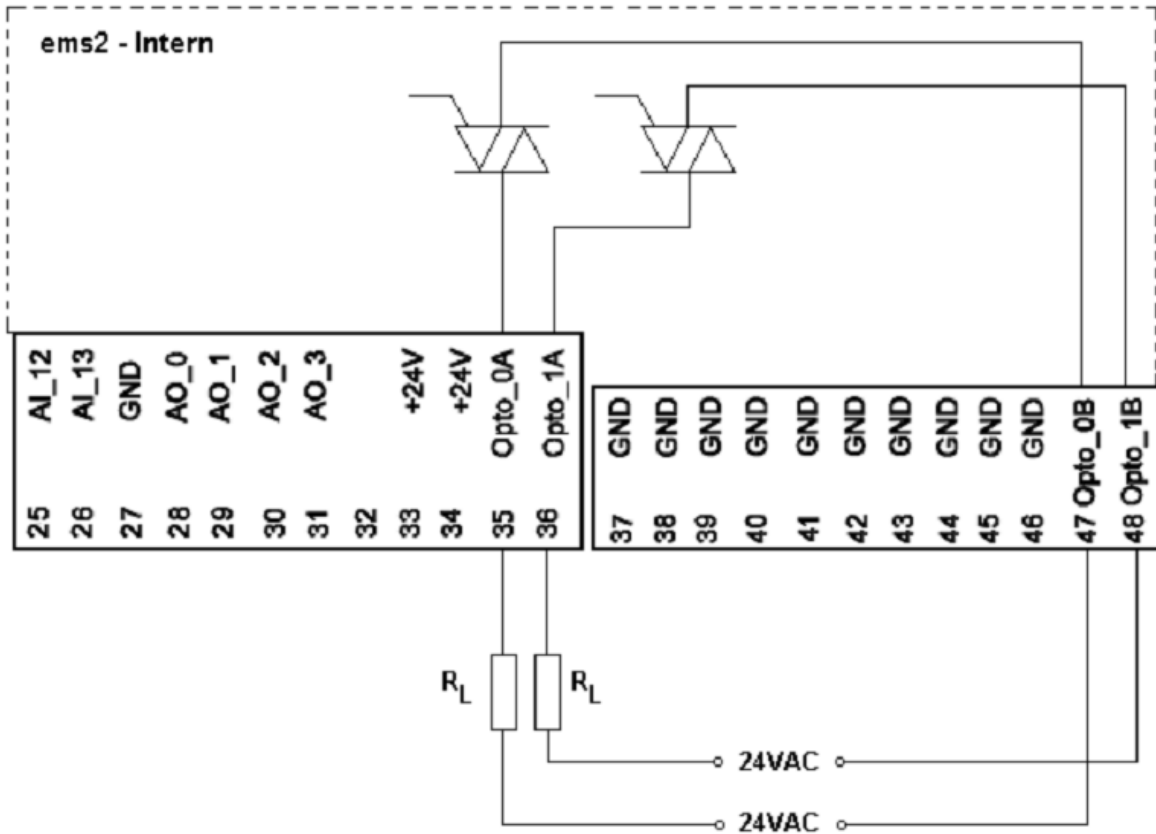 ems2 - Intern
AI_12
AI_13
GND
AO_0
AO_1
AO_2
AO_3
+24V
+24V
Opto_0A
Opto_1A
25
26
27
28
29
30
31
32
33
34
35
36
GND
GND
GND
GND
GND
GND
GND
GND
GND
GND
Opto_0B
Opto_1B
37
38
39
40
41
42
43
44
45
46
47
48
RL
RL
24VAC
24VAC